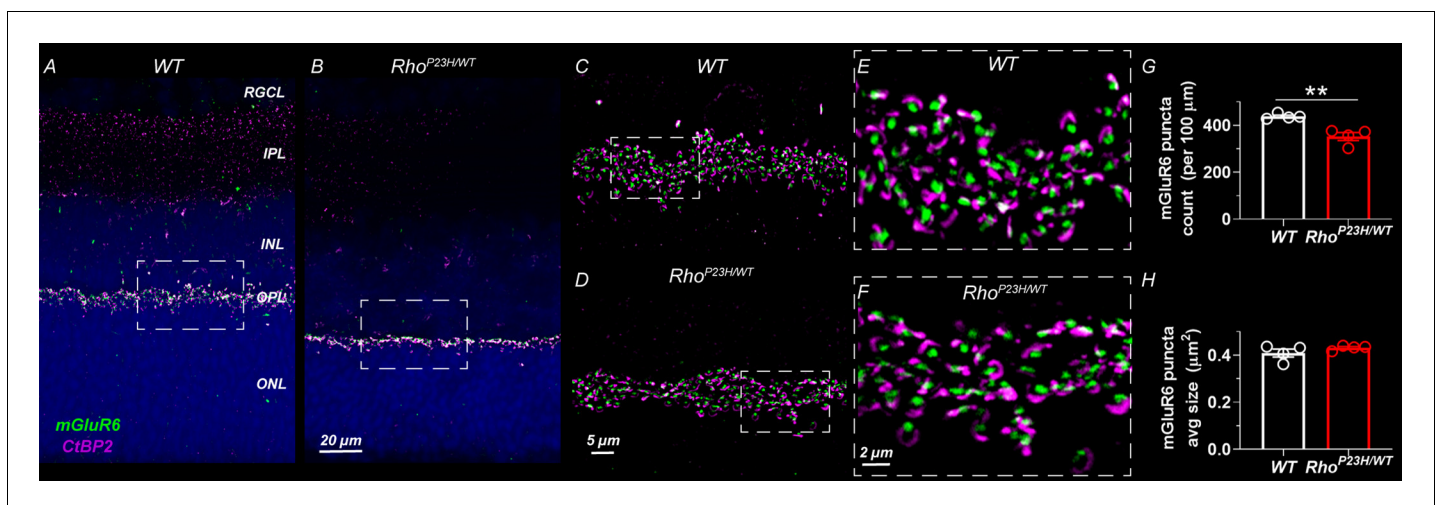 A WT
RGCL
IPL
INL
OPL
ONL
mGluR6
CtBP2
B Rho^P23H/WT
20 µm
C WT
D Rho^P23H/WT
5 µm
E WT
F Rho^P23H/WT
2 µm
G
**
mGluR6 puncta
count (per 100 µm)
400
200
0
WT Rho^P23H/WT
H
mGluR6 puncta
avg size (µm²)
0.4
0.2
0.0
WT Rho^P23H/WT